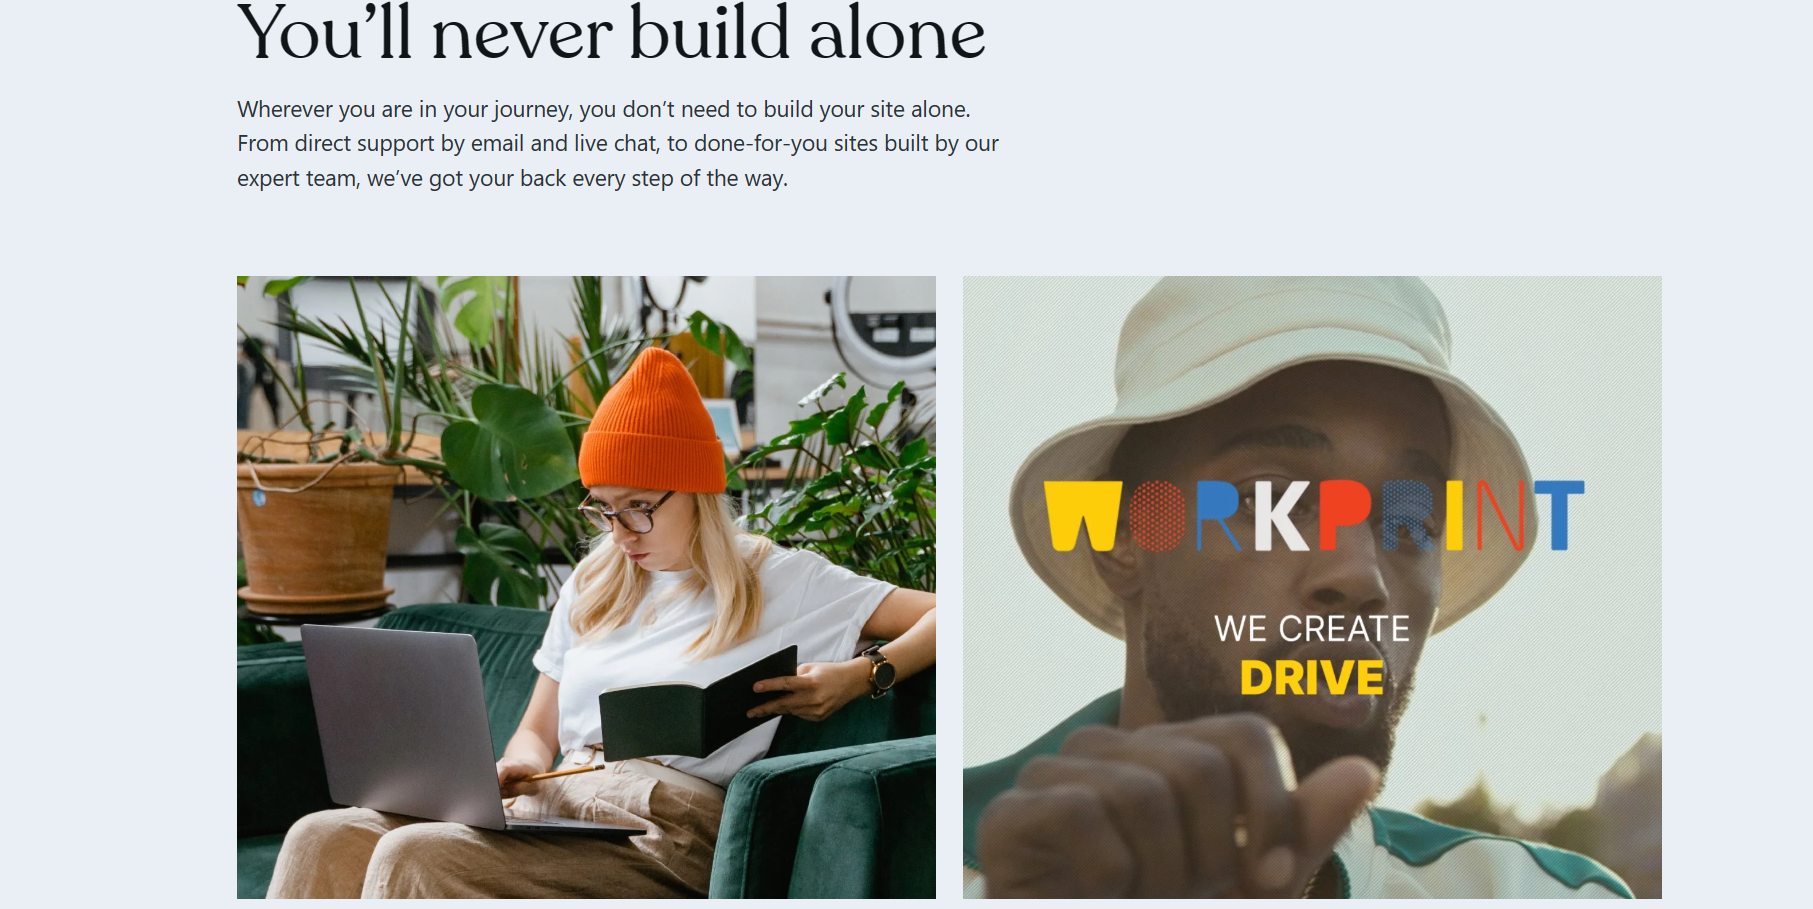 You’ll never build alone
Wherever you are in your journey, you don’t need to build your site alone.
From direct support by email and live chat, to done-for-you sites built by our
expert team, we’ve got your back every step of the way.
WORKPRINT
WE CREATE
DRIVE